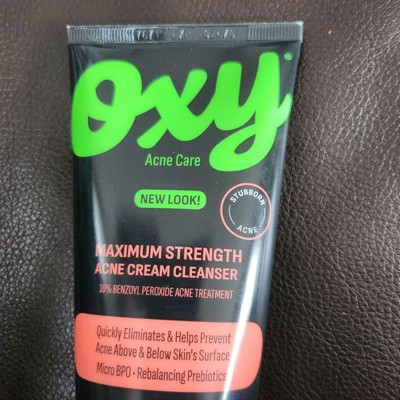 Oxy
Acne Care
NEW LOOK!
STUBBORN
ACNE
MAXIMUM STRENGTH
ACNE CREAM CLEANSER
10% BENZOYL PEROXIDE ACNE TREATMENT
Quickly Eliminates & Helps Prevent
Acne Above & Below Skin's Surface
Micro BPO • Rebalancing Prebiotics